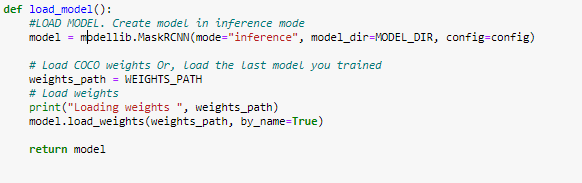 def load_model():
    #LOAD MODEL. Create model in inference mode
    model = modellib.MaskRCNN(mode="inference", model_dir=MODEL_DIR, config=config)
    # Load COCO weights Or, load the last model you trained
    weights_path = WEIGHTS_PATH
    # Load weights
    print("Loading weights ", weights_path)
    model.load_weights(weights_path, by_name=True)
    return model